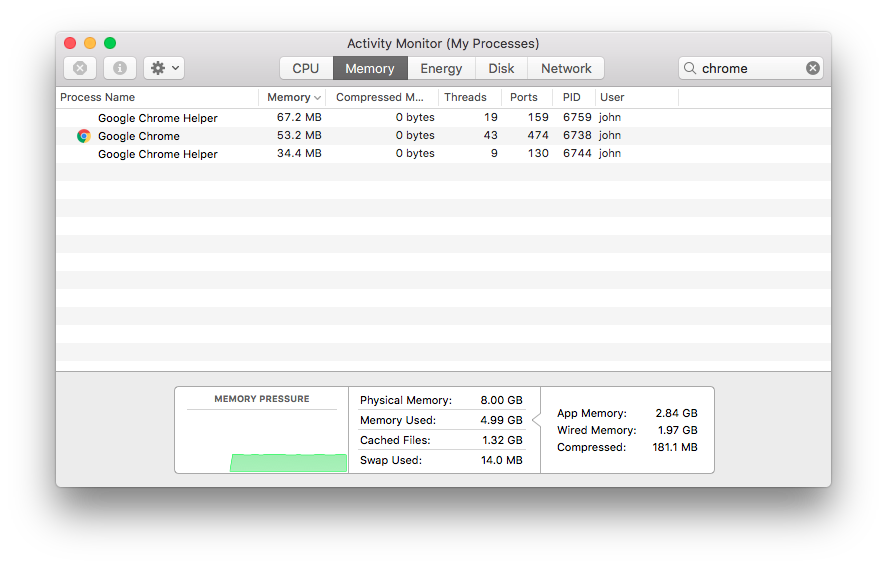 Activity Monitor (My Processes)
CPU Memory Energy Disk Network chrome
Process Name Memory Compressed M... Threads Ports PID User
Google Chrome Helper 67.2 MB 0 bytes 19 159 6759 john
Google Chrome 53.2 MB 0 bytes 43 474 6738 john
Google Chrome Helper 34.4 MB 0 bytes 9 130 6744 john
MEMORY PRESSURE
Physical Memory: 8.00 GB
Memory Used: 4.99 GB
Cached Files: 1.32 GB
Swap Used: 14.0 MB
App Memory: 2.84 GB
Wired Memory: 1.97 GB
Compressed: 181.1 MB